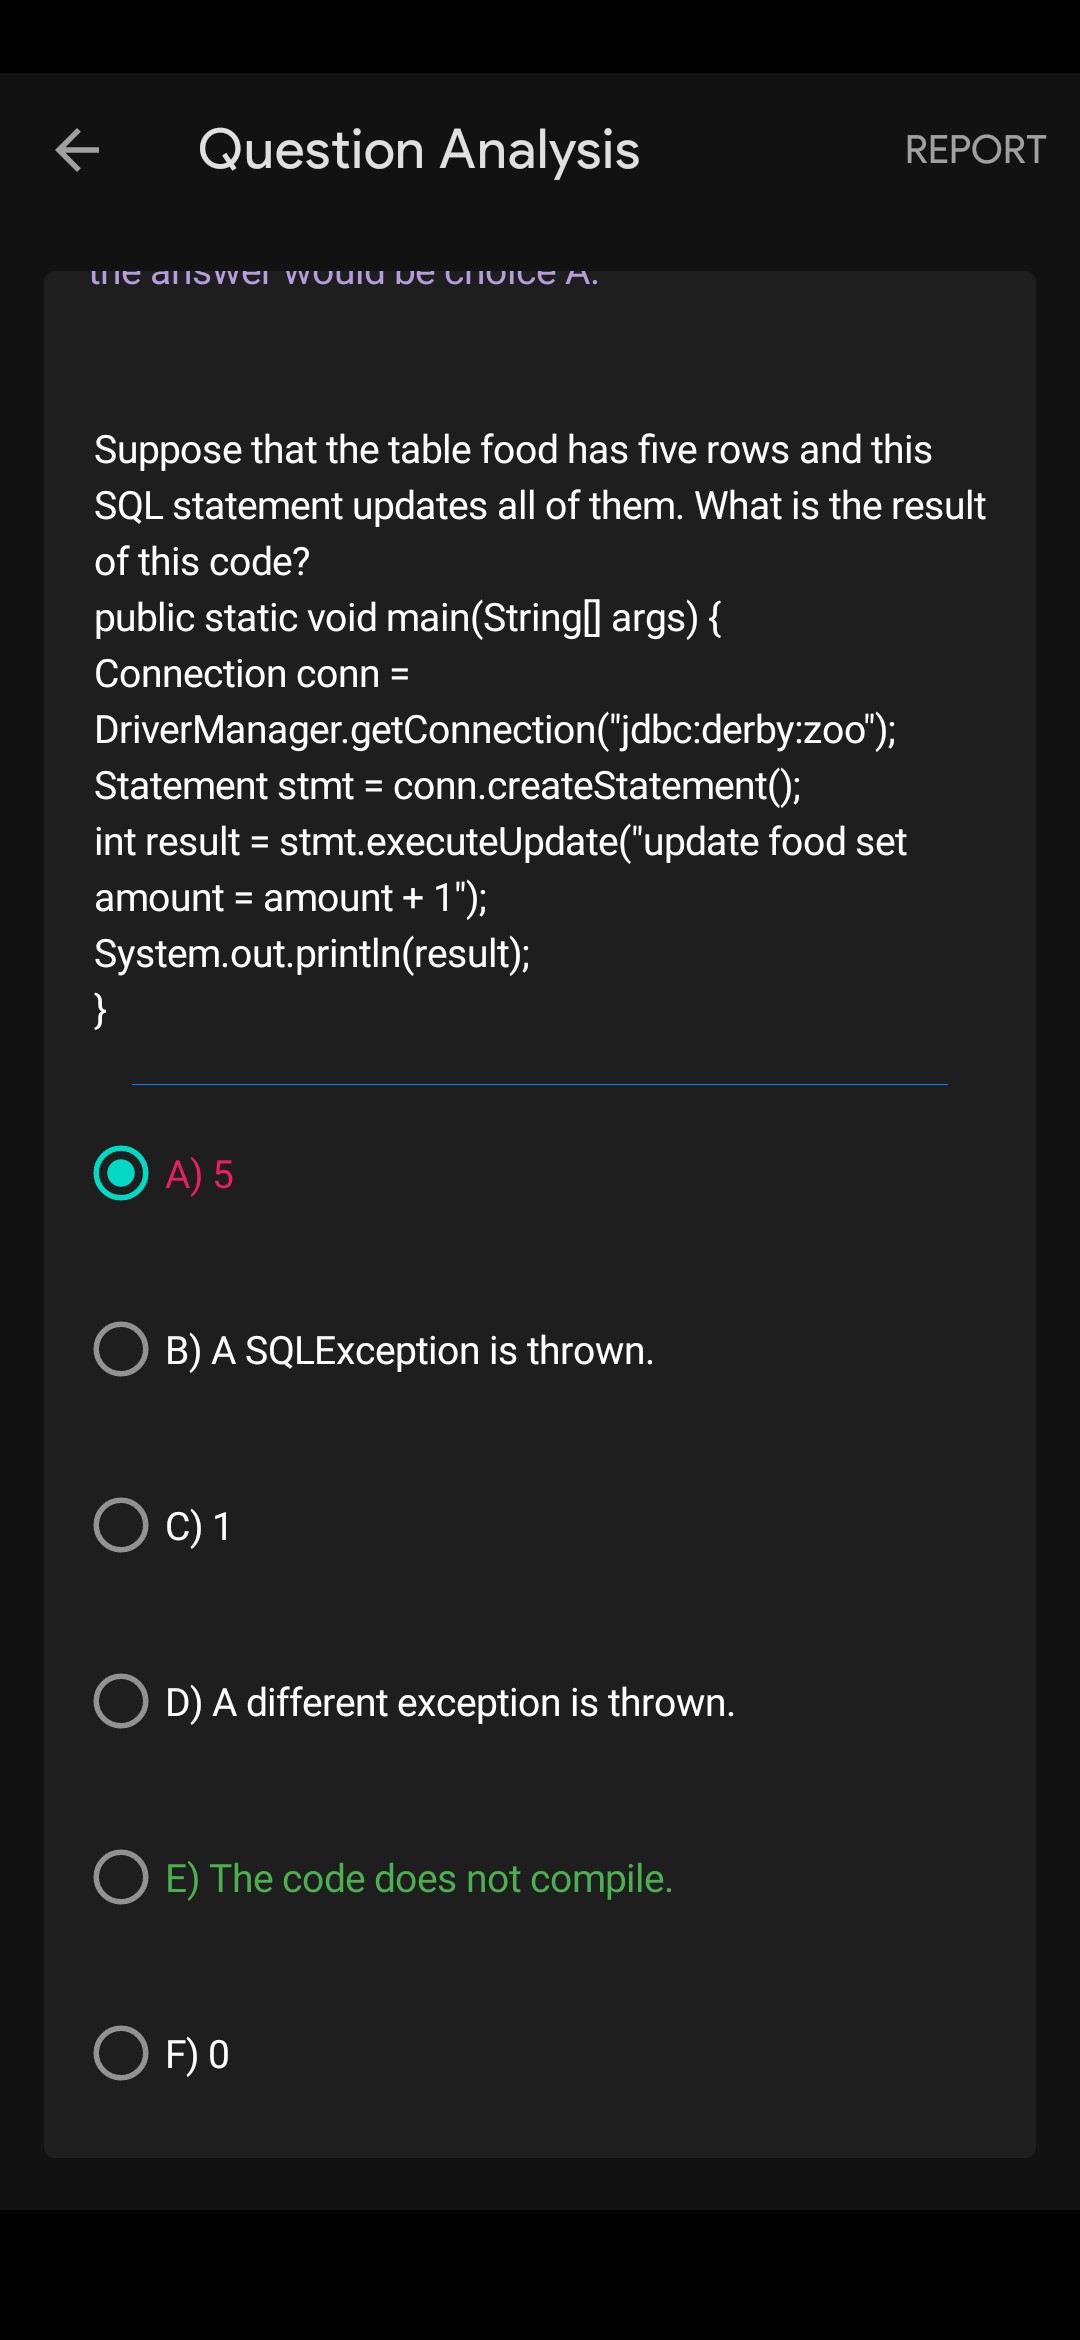 Question Analysis
REPORT
the answer would be choice A.
Suppose that the table food has five rows and this
SQL statement updates all of them. What is the result
of this code?
public static void main(String[] args) {
Connection conn =
DriverManager.getConnection("jdbc:derby:zoo");
Statement stmt = conn.createStatement();
int result = stmt.executeUpdate("update food set
amount = amount + 1");
System.out.println(result);
}
A) 5
B) A SQLException is thrown.
C) 1
D) A different exception is thrown.
E) The code does not compile.
F) 0